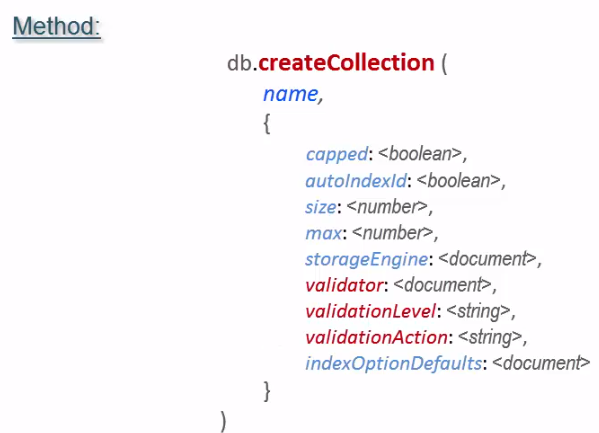 Method:
db.createCollection (
name,
{
capped: <boolean>,
autoIndexId: <boolean>,
size: <number>,
max: <number>,
storageEngine: <document>,
validator: <document>,
validationLevel: <string>,
validationAction: <string>,
indexOptionDefaults: <document>
}
)